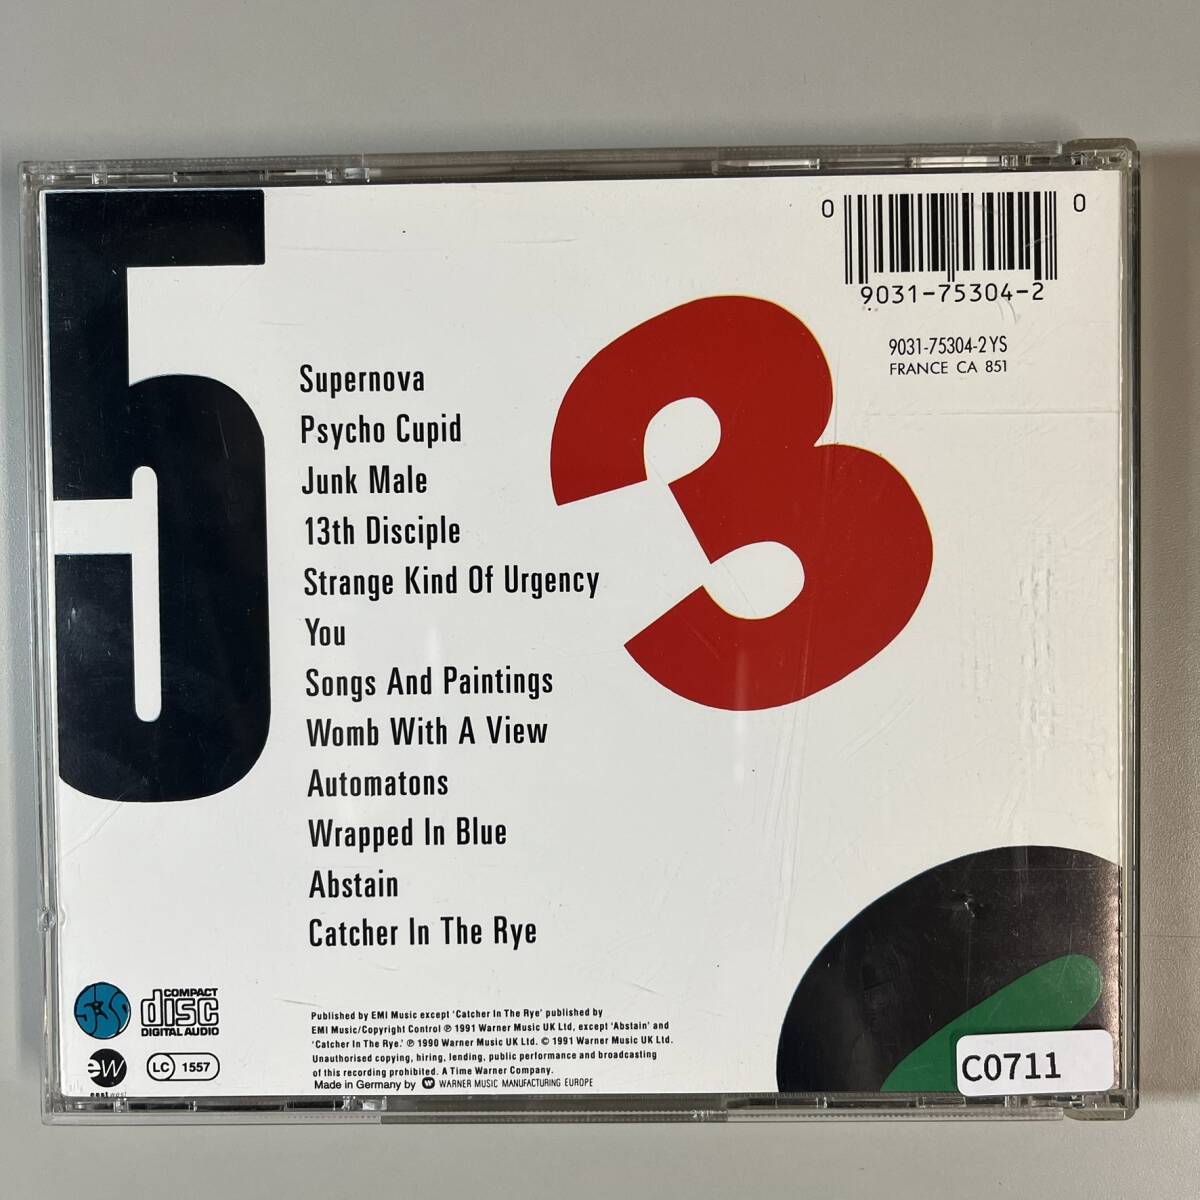 5
3
0
0
9031-75304-2
9031-75304-2YS
FRANCE CA 851
Supernova
Psycho Cupid
Junk Male
13th Disciple
Strange Kind Of Urgency
You
Songs And Paintings
Womb With A View
Automatons
Wrapped In Blue
Abstain
Catcher In The Rye
COMPACT
disc
DIGITAL AUDIO
ew
eastwest
LC 1557
Published by EMI Music except 'Catcher In The Rye' published by
EMI Music/Copyright Control ℗ 1991 Warner Music UK Ltd, except 'Abstain' and
'Catcher In The Rye.' ℗ 1990 Warner Music UK Ltd. © 1991 Warner Music UK Ltd.
Unauthorised copying, hiring, lending, public performance and broadcasting
of this recording prohibited. A Time Warner Company.
Made in Germany by WARNER MUSIC MANUFACTURING EUROPE
C0711